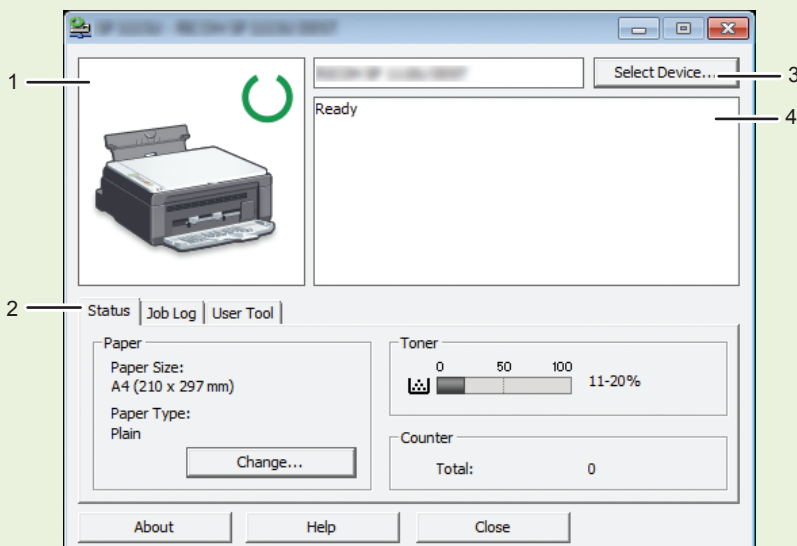 1
Select Device...
3
Ready
4
2
Status
Job Log
User Tool
Paper
Paper Size:
A4 (210 x 297 mm)
Paper Type:
Plain
Change...
Toner
0 50 100
11-20%
Counter
Total: 0
About
Help
Close